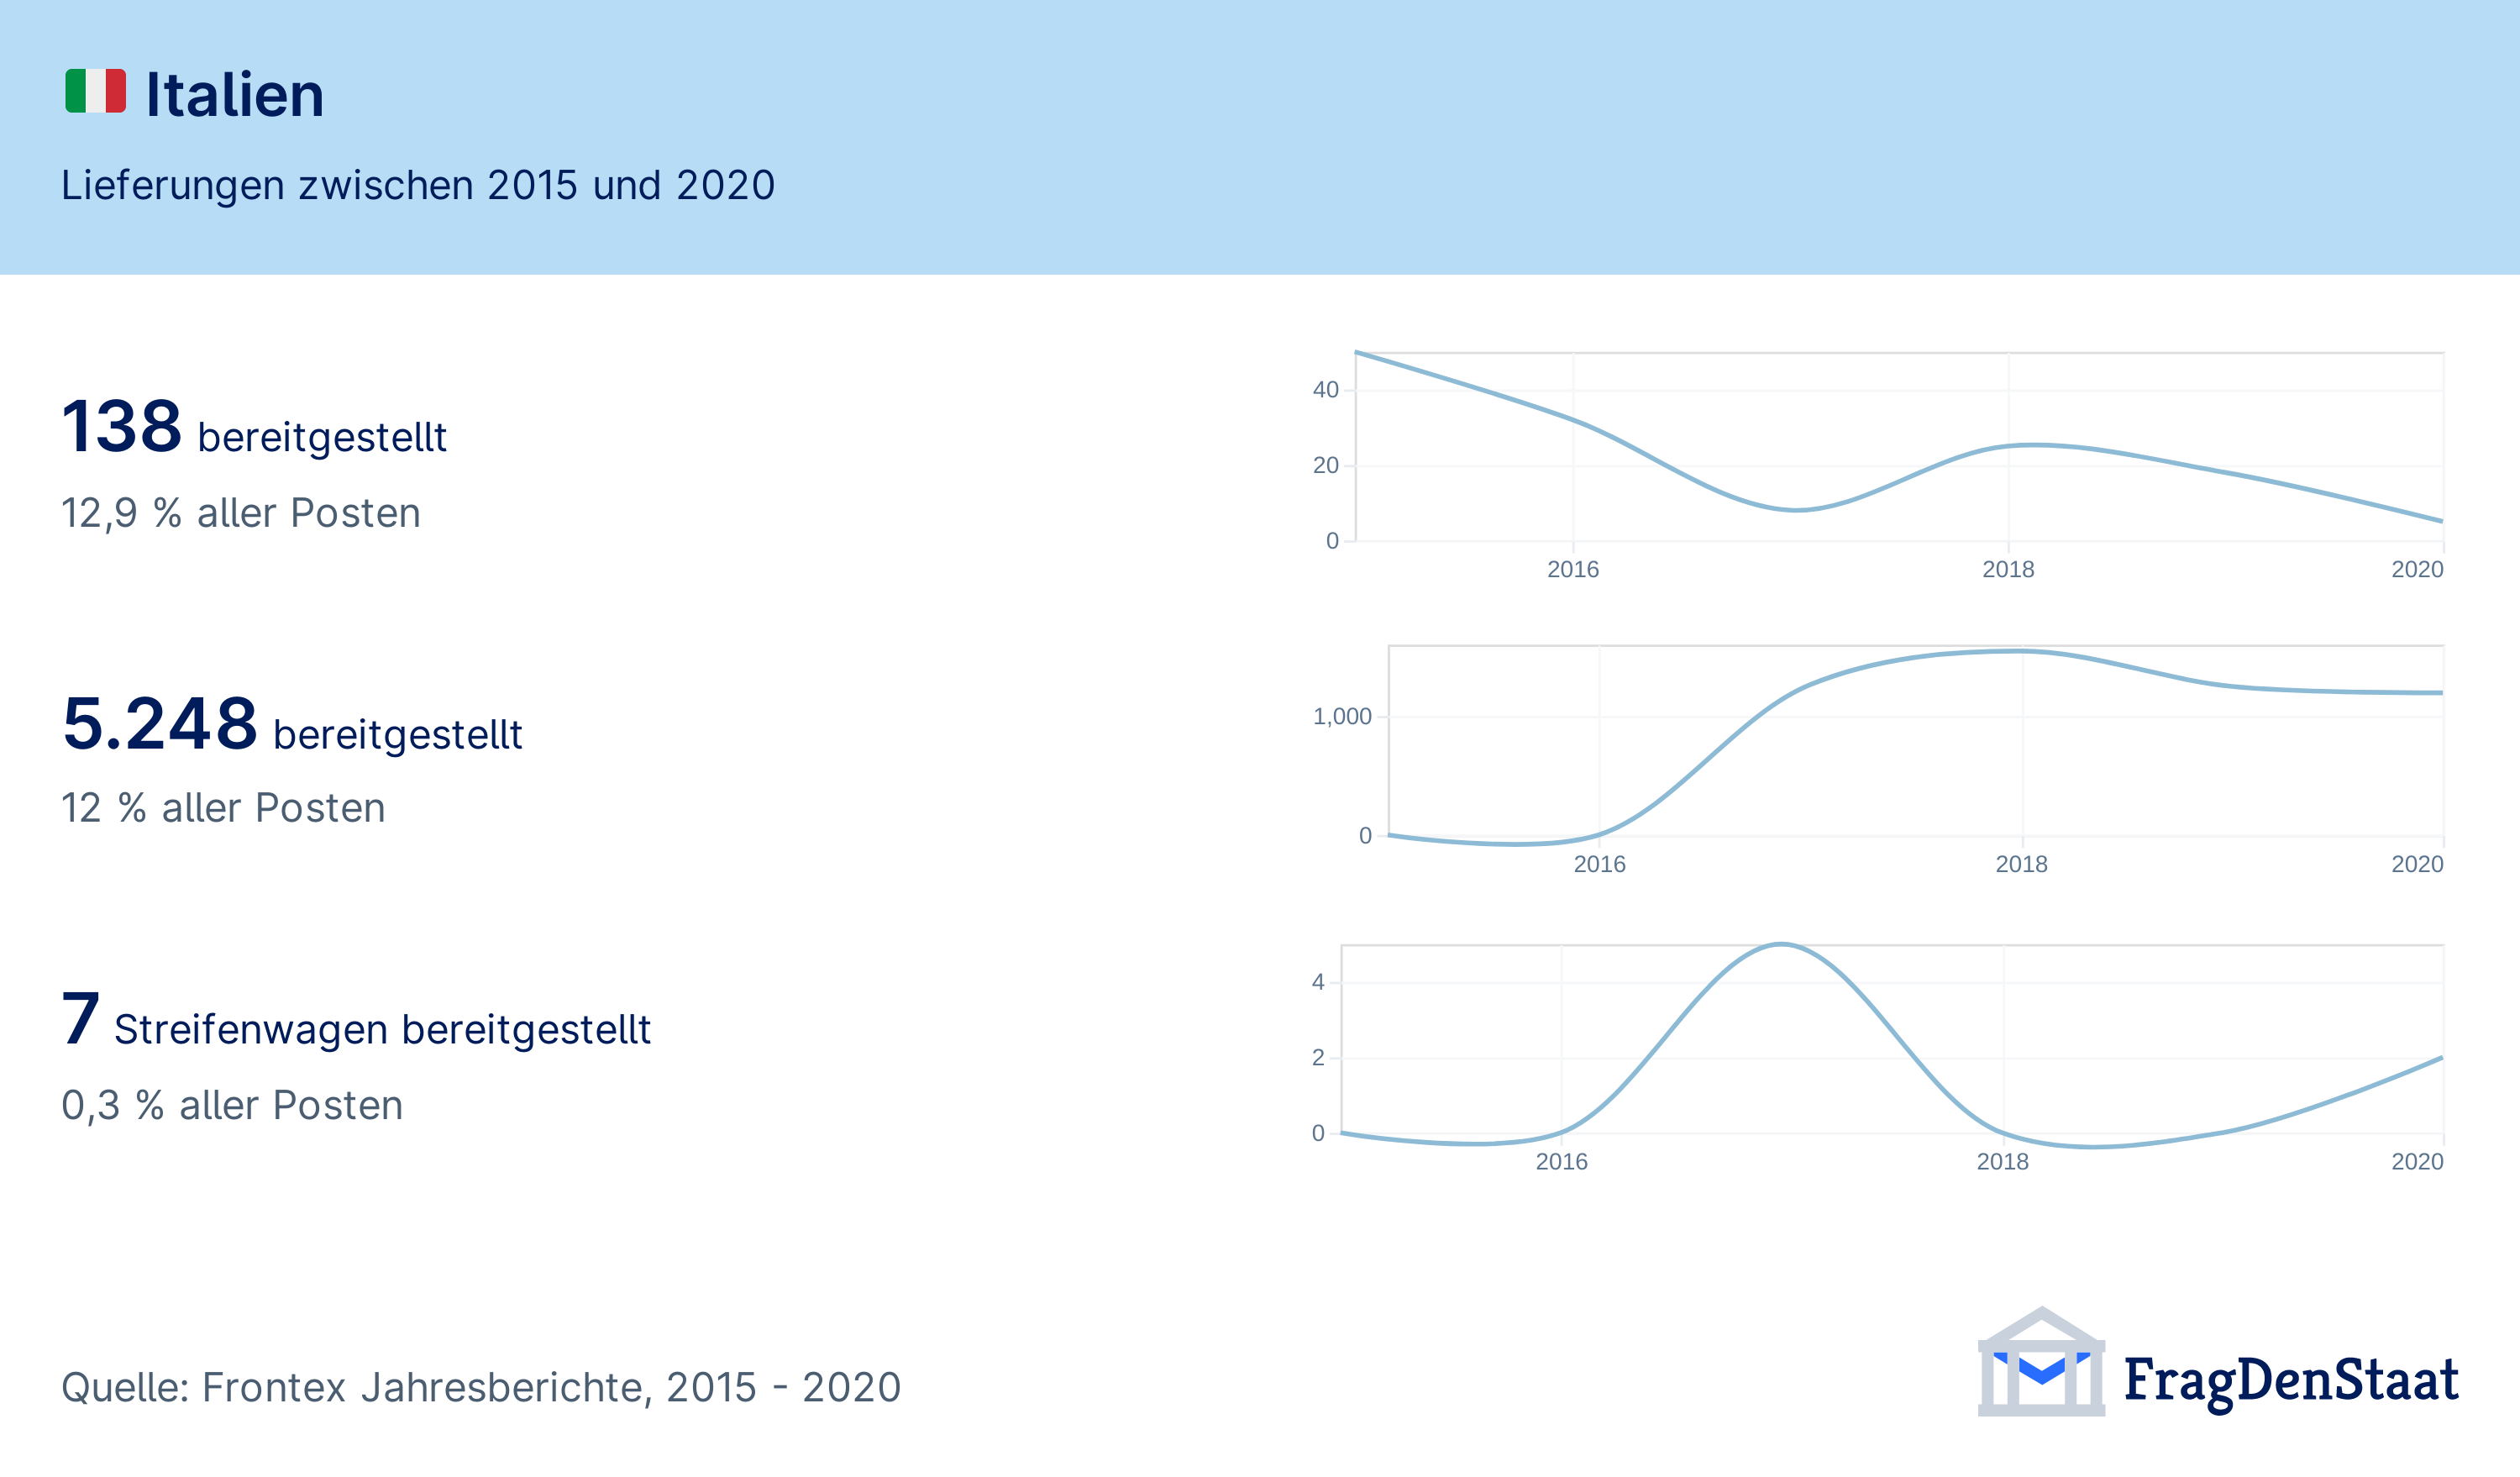 Italien
Lieferungen zwischen 2015 und 2020
138 bereitgestellt
12,9 % aller Posten
40
20
0
2016 2018 2020
5.248 bereitgestellt
12 % aller Posten
1,000
0
2016 2018 2020
7 Streifenwagen bereitgestellt
0,3 % aller Posten
4
2
0
2016 2018 2020
Quelle: Frontex Jahresberichte, 2015 - 2020
FragDenStaat